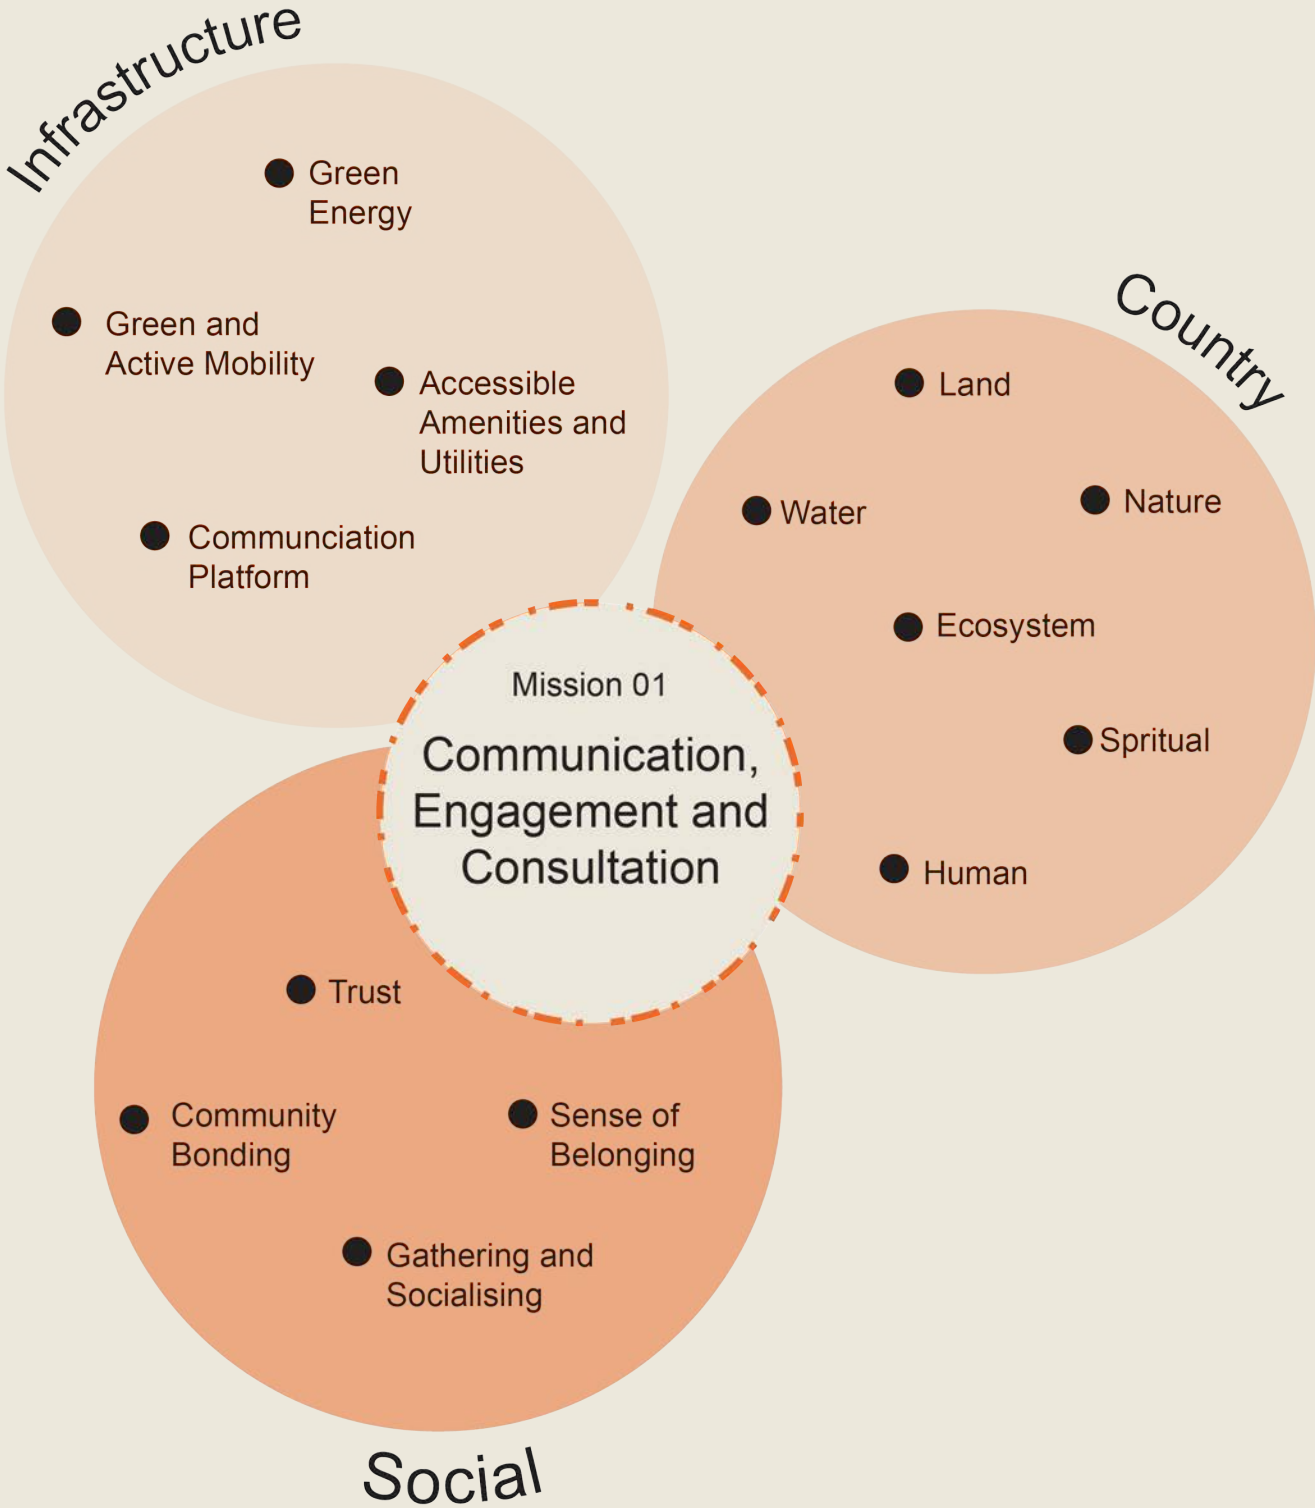 Infrastructure
Green
Energy
Green and
Active Mobility
Accessible
Amenities and
Utilities
Communciation
Platform
Country
Land
Water
Nature
Ecosystem
Spritual
Human
Mission 01
Communication,
Engagement and
Consultation
Trust
Community
Bonding
Sense of
Belonging
Gathering and
Socialising
Social